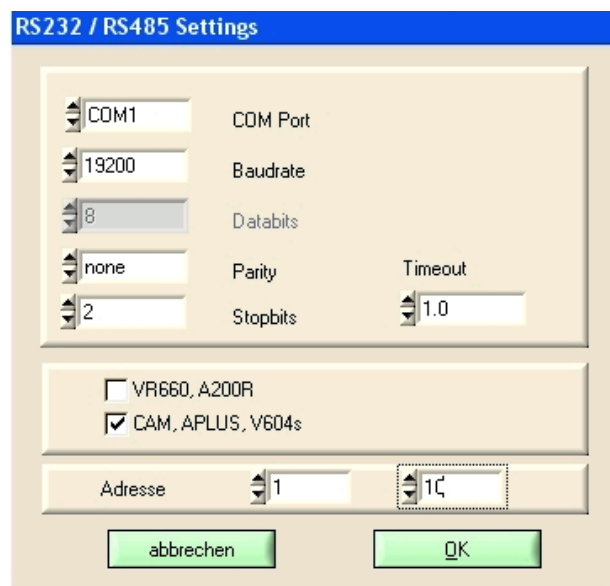 RS232 / RS485 Settings
COM1 COM Port
19200 Baudrate
8 Databits
none Parity Timeout
2 Stopbits 1.0
VR660, A200R
CAM, APLUS, V604s
Adresse 1
abbrechen OK